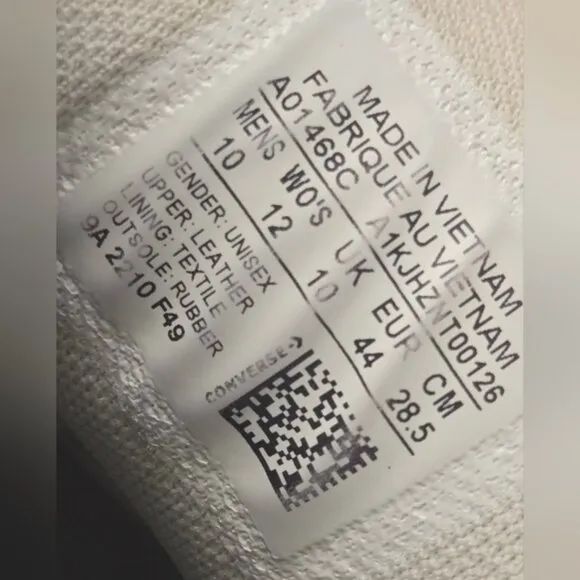 MADE IN VIETNAM
FABRIQUE AU VIETNAM
A01468C A1KJHZNT00126
MENS WO'S UK EUR CM
10 12 10 44 28.5
GENDER: UNISEX
UPPER: LEATHER
LINING: TEXTILE
OUTSOLE: RUBBER
9A 2210 F49
CONVERSE